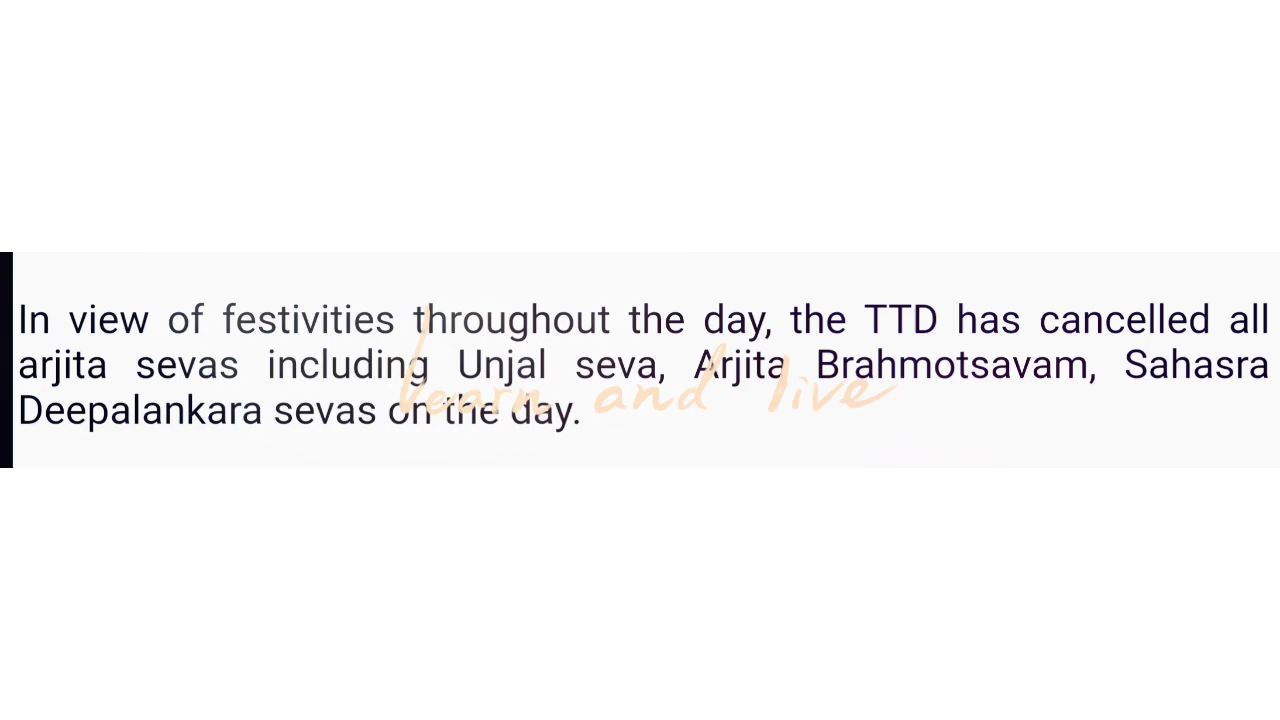 In view of festivities throughout the day, the TTD has cancelled all
arjita sevas including Unjal seva, Arjita Brahmotsavam, Sahasra
Deepalankara sevas on the day.
learn and live